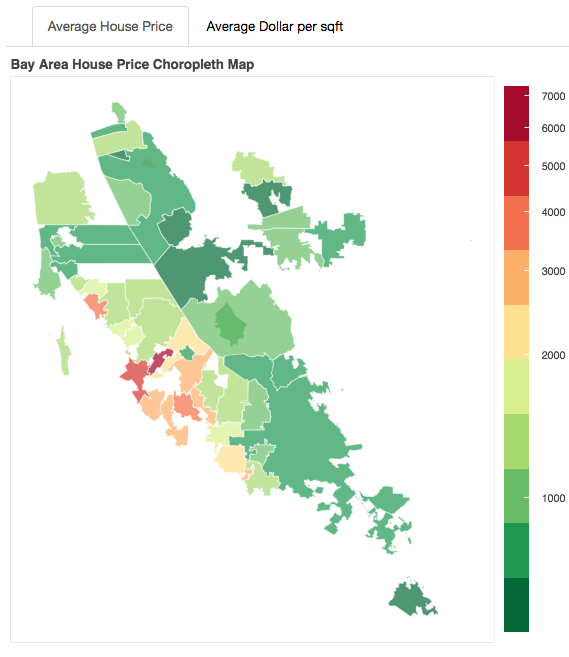 Average House Price
Average Dollar per sqft
Bay Area House Price Choropleth Map
7000
6000
5000
4000
3000
2000
1000